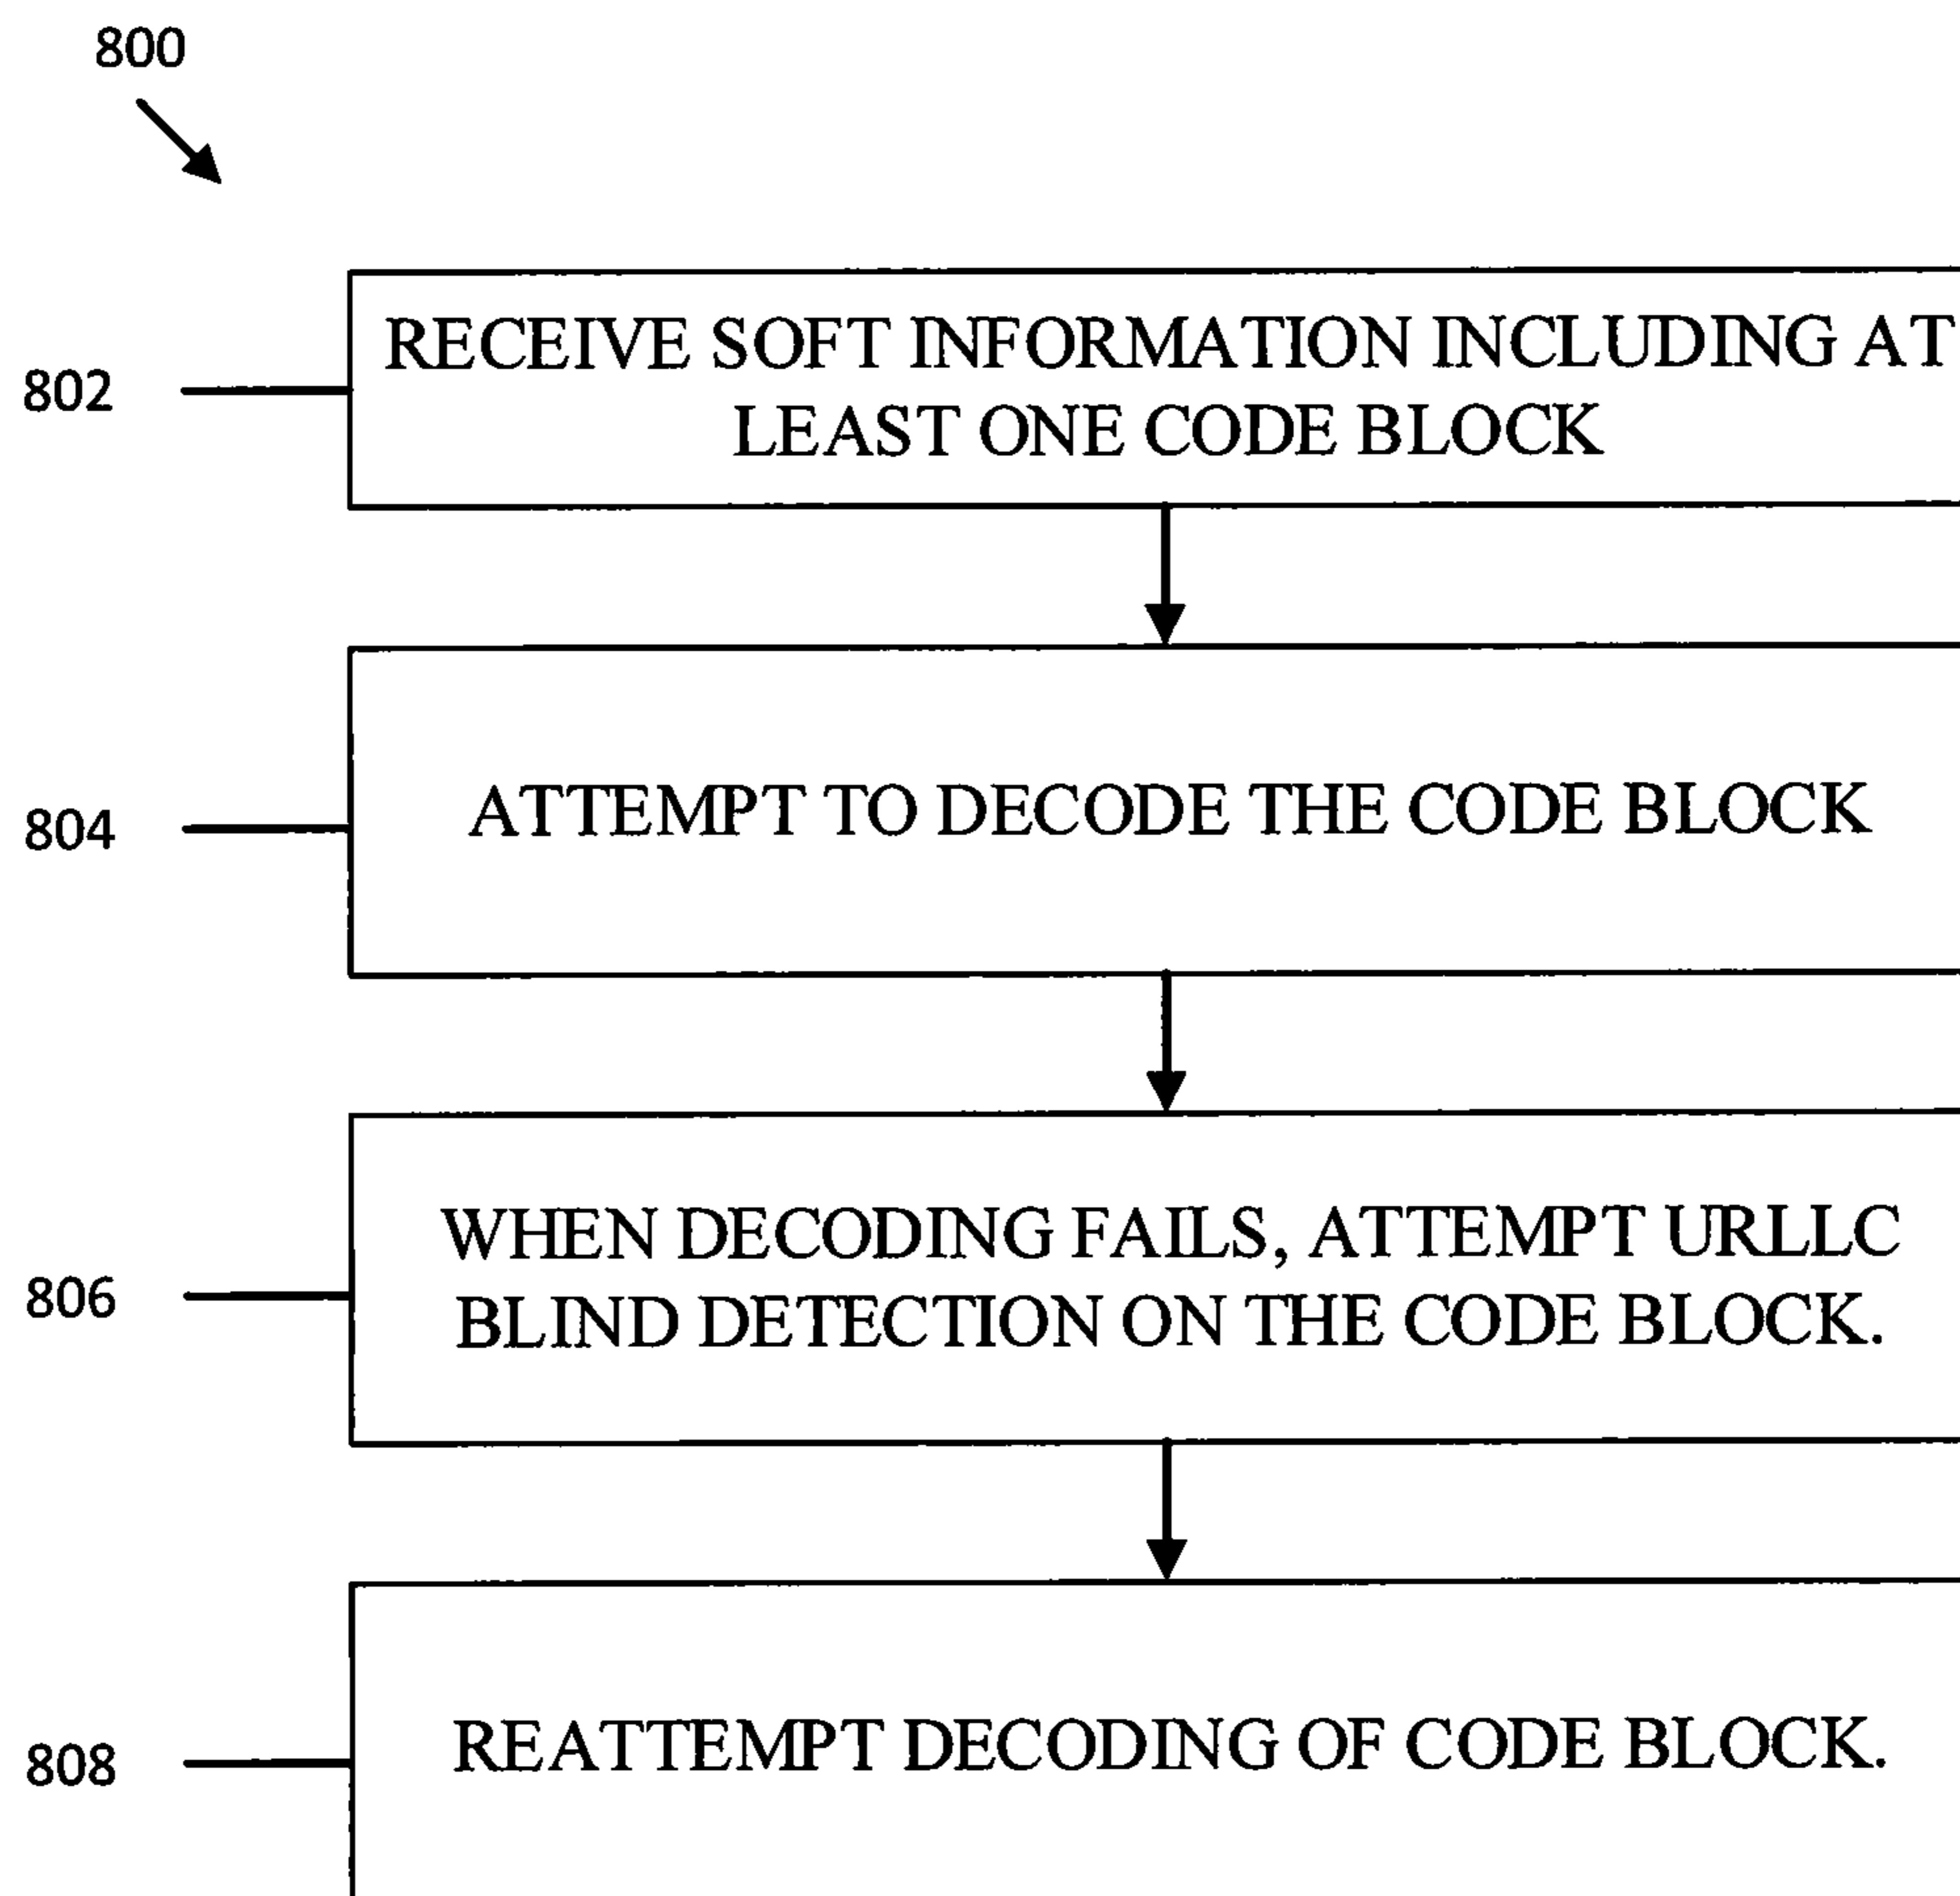 800
802
RECEIVE SOFT INFORMATION INCLUDING AT
LEAST ONE CODE BLOCK
804
ATTEMPT TO DECODE THE CODE BLOCK
806
WHEN DECODING FAILS, ATTEMPT URLLC
BLIND DETECTION ON THE CODE BLOCK.
808
REATTEMPT DECODING OF CODE BLOCK.